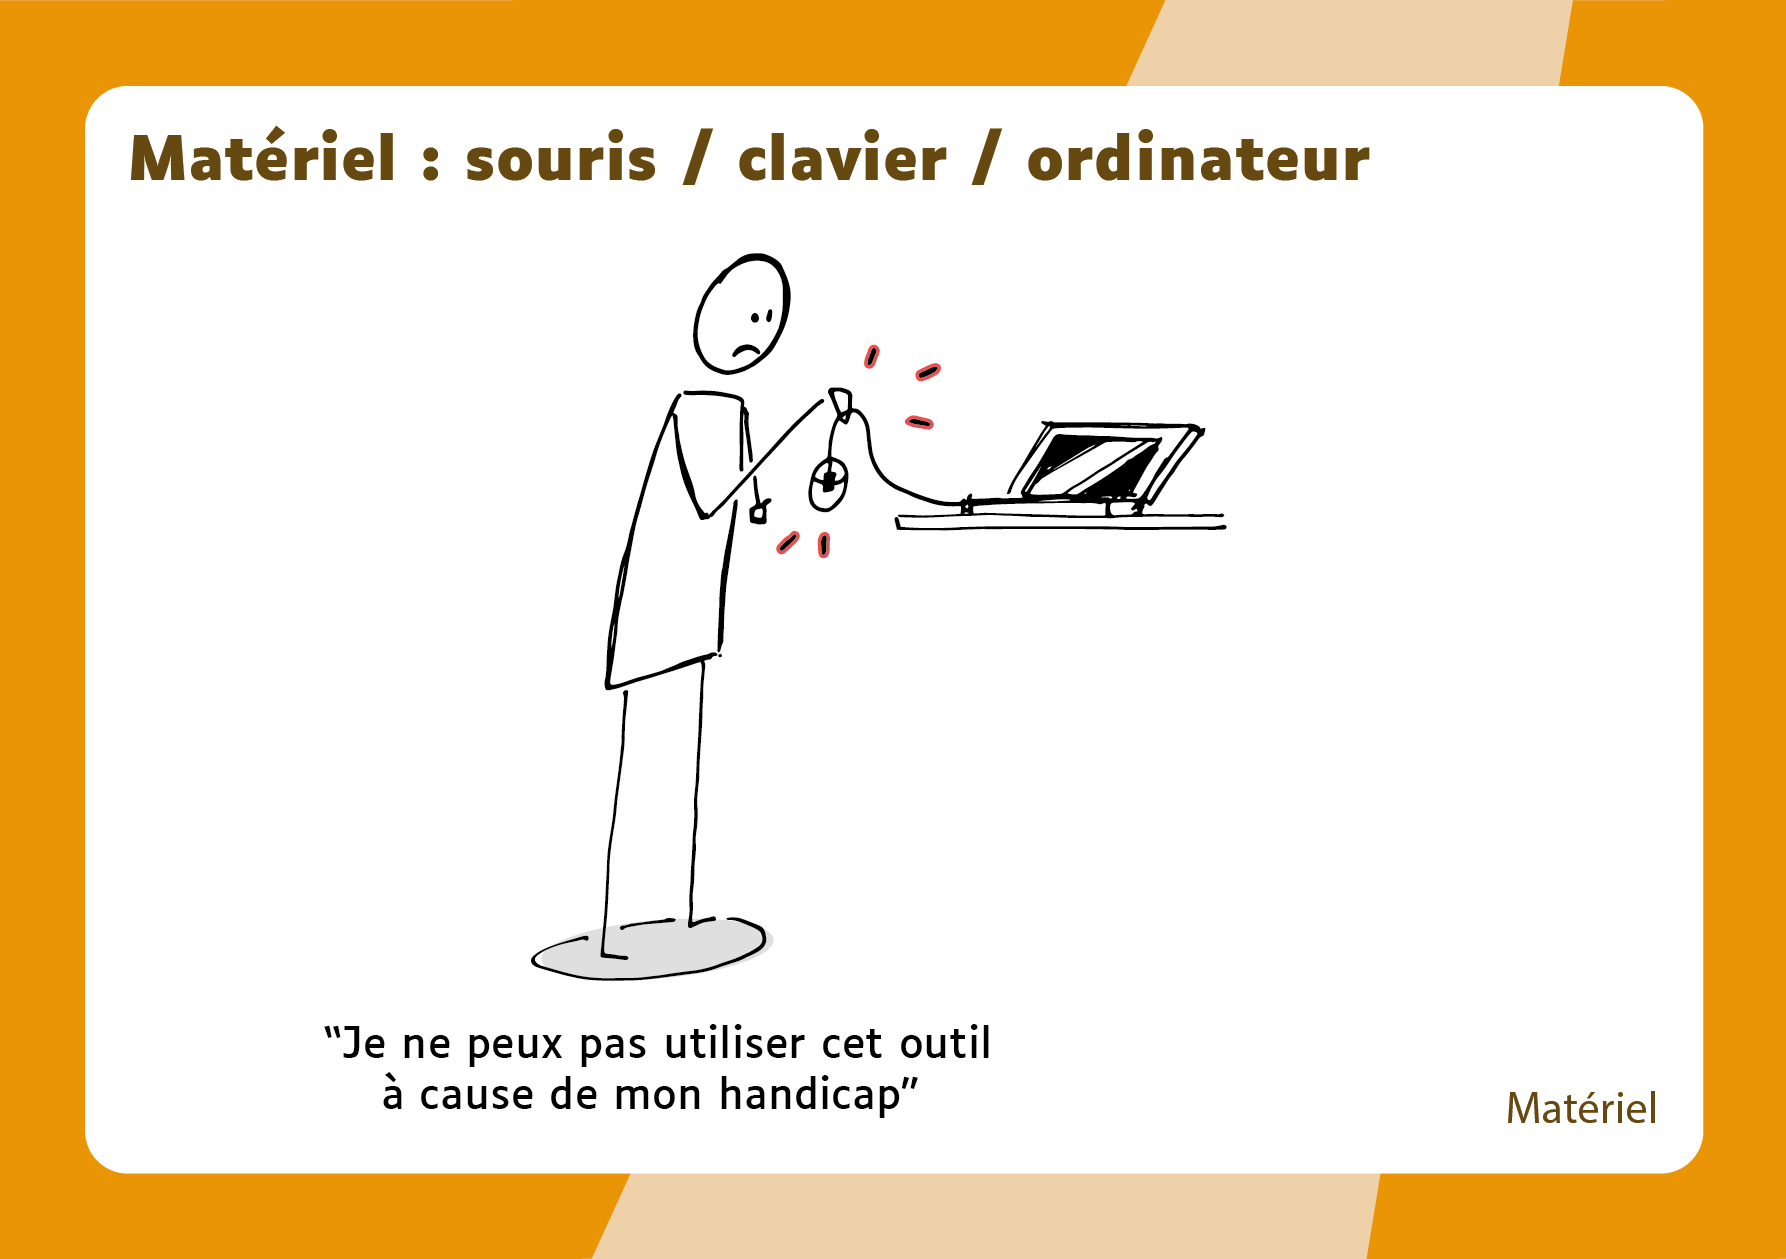 Matériel : souris / clavier / ordinateur
“Je ne peux pas utiliser cet outil
à cause de mon handicap”
Matériel